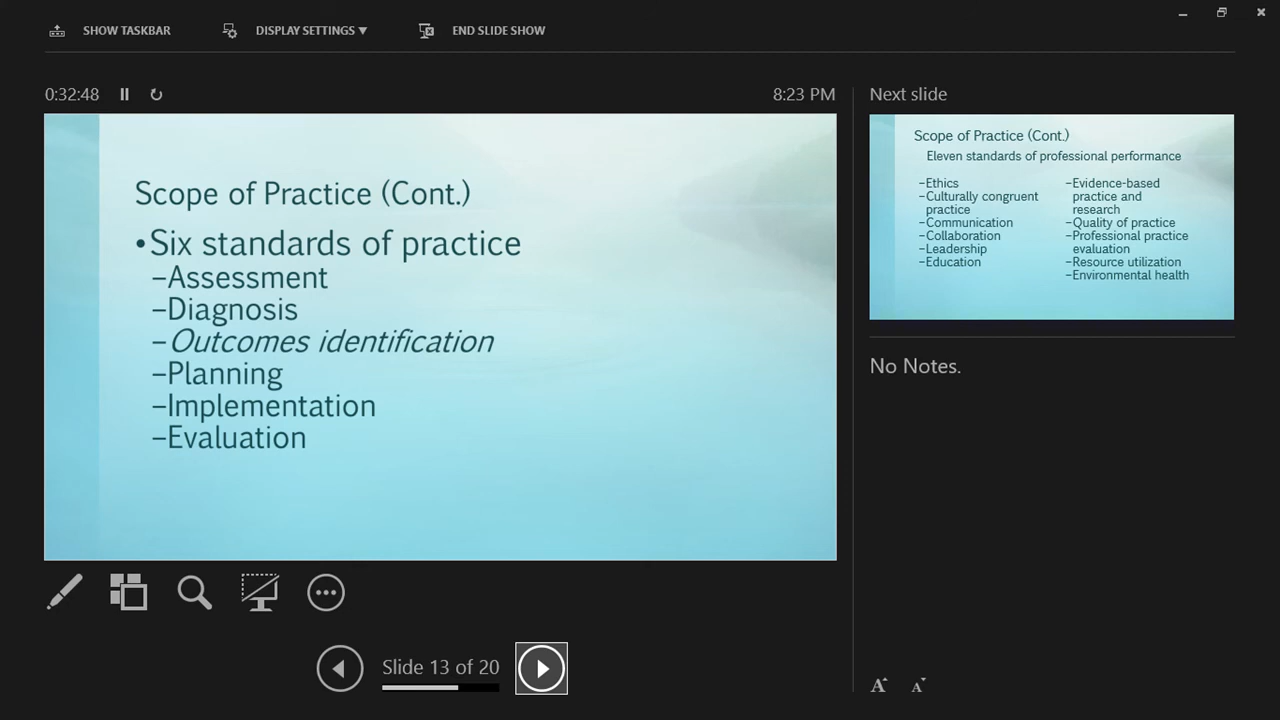 SHOW TASKBAR
DISPLAY SETTINGS ▼
END SLIDE SHOW
0:32:48
8:23 PM
Scope of Practice (Cont.)
•Six standards of practice
–Assessment
–Diagnosis
–Outcomes identification
–Planning
–Implementation
–Evaluation
Slide 13 of 20
Next slide
Scope of Practice (Cont.)
Eleven standards of professional performance
–Ethics
–Culturally congruent
practice
–Communication
–Collaboration
–Leadership
–Education
–Evidence-based
practice and
research
–Quality of practice
–Professional practice
evaluation
–Resource utilization
–Environmental health
No Notes.
A
A